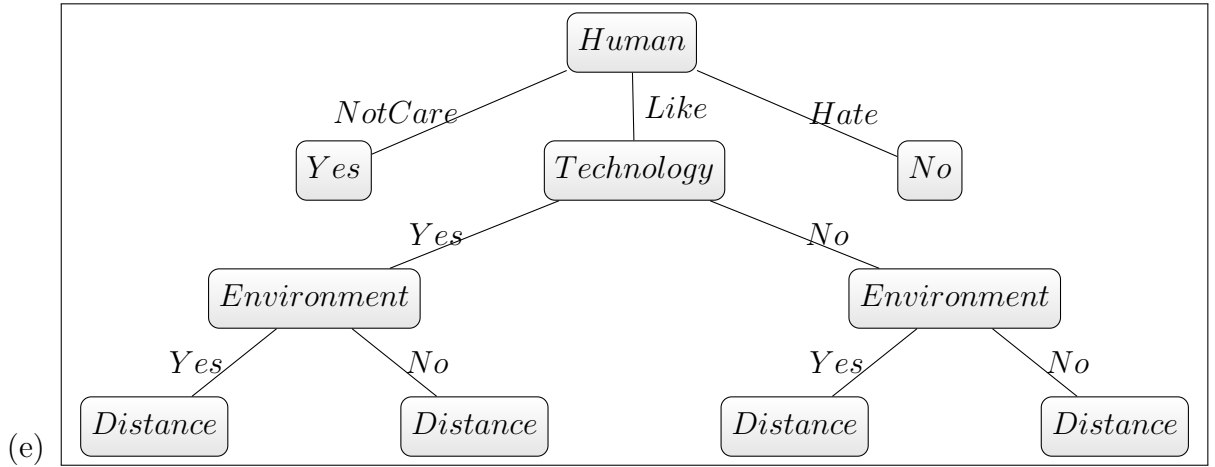 Human
NotCare Like Hate
Yes Technology No
Yes No
Environment Environment
Yes No Yes No
(e) Distance Distance Distance Distance